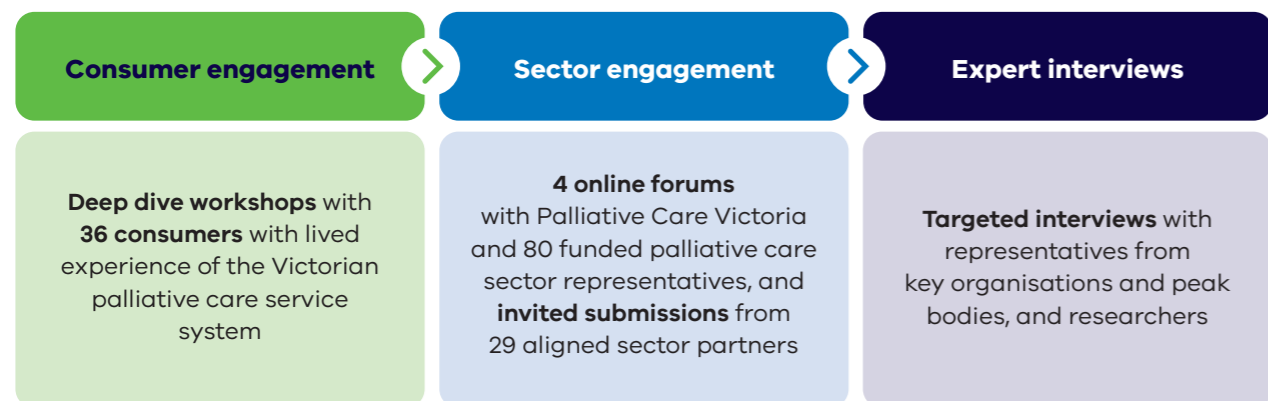 Consumer engagement
Sector engagement
Expert interviews
Deep dive workshops with
36 consumers with lived
experience of the Victorian
palliative care service
system
4 online forums
with Palliative Care Victoria
and 80 funded palliative care
sector representatives, and
invited submissions from
29 aligned sector partners
Targeted interviews with
representatives from
key organisations and peak
bodies, and researchers